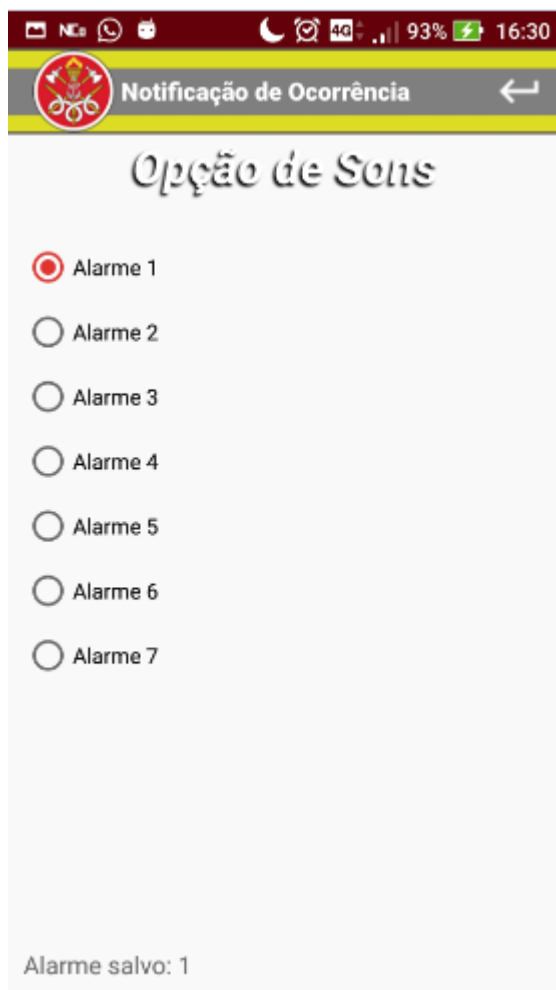 93% 16:30
Notificação de Ocorrência
Opção de Sons
Alarme 1
Alarme 2
Alarme 3
Alarme 4
Alarme 5
Alarme 6
Alarme 7
Alarme salvo: 1